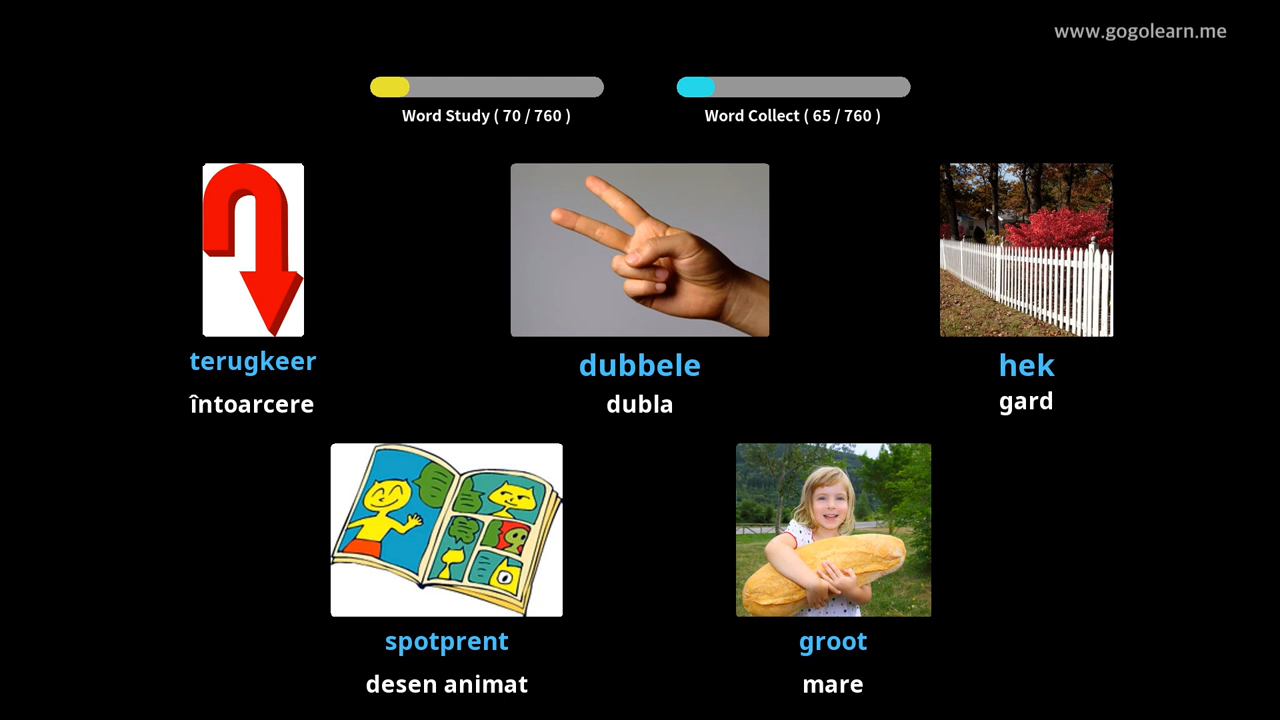 www.gogolearn.me
Word Study ( 70 / 760 )
Word Collect ( 65 / 760 )
terugkeer
întoarcere
dubbele
dubla
hek
gard
spotprent
desen animat
groot
mare